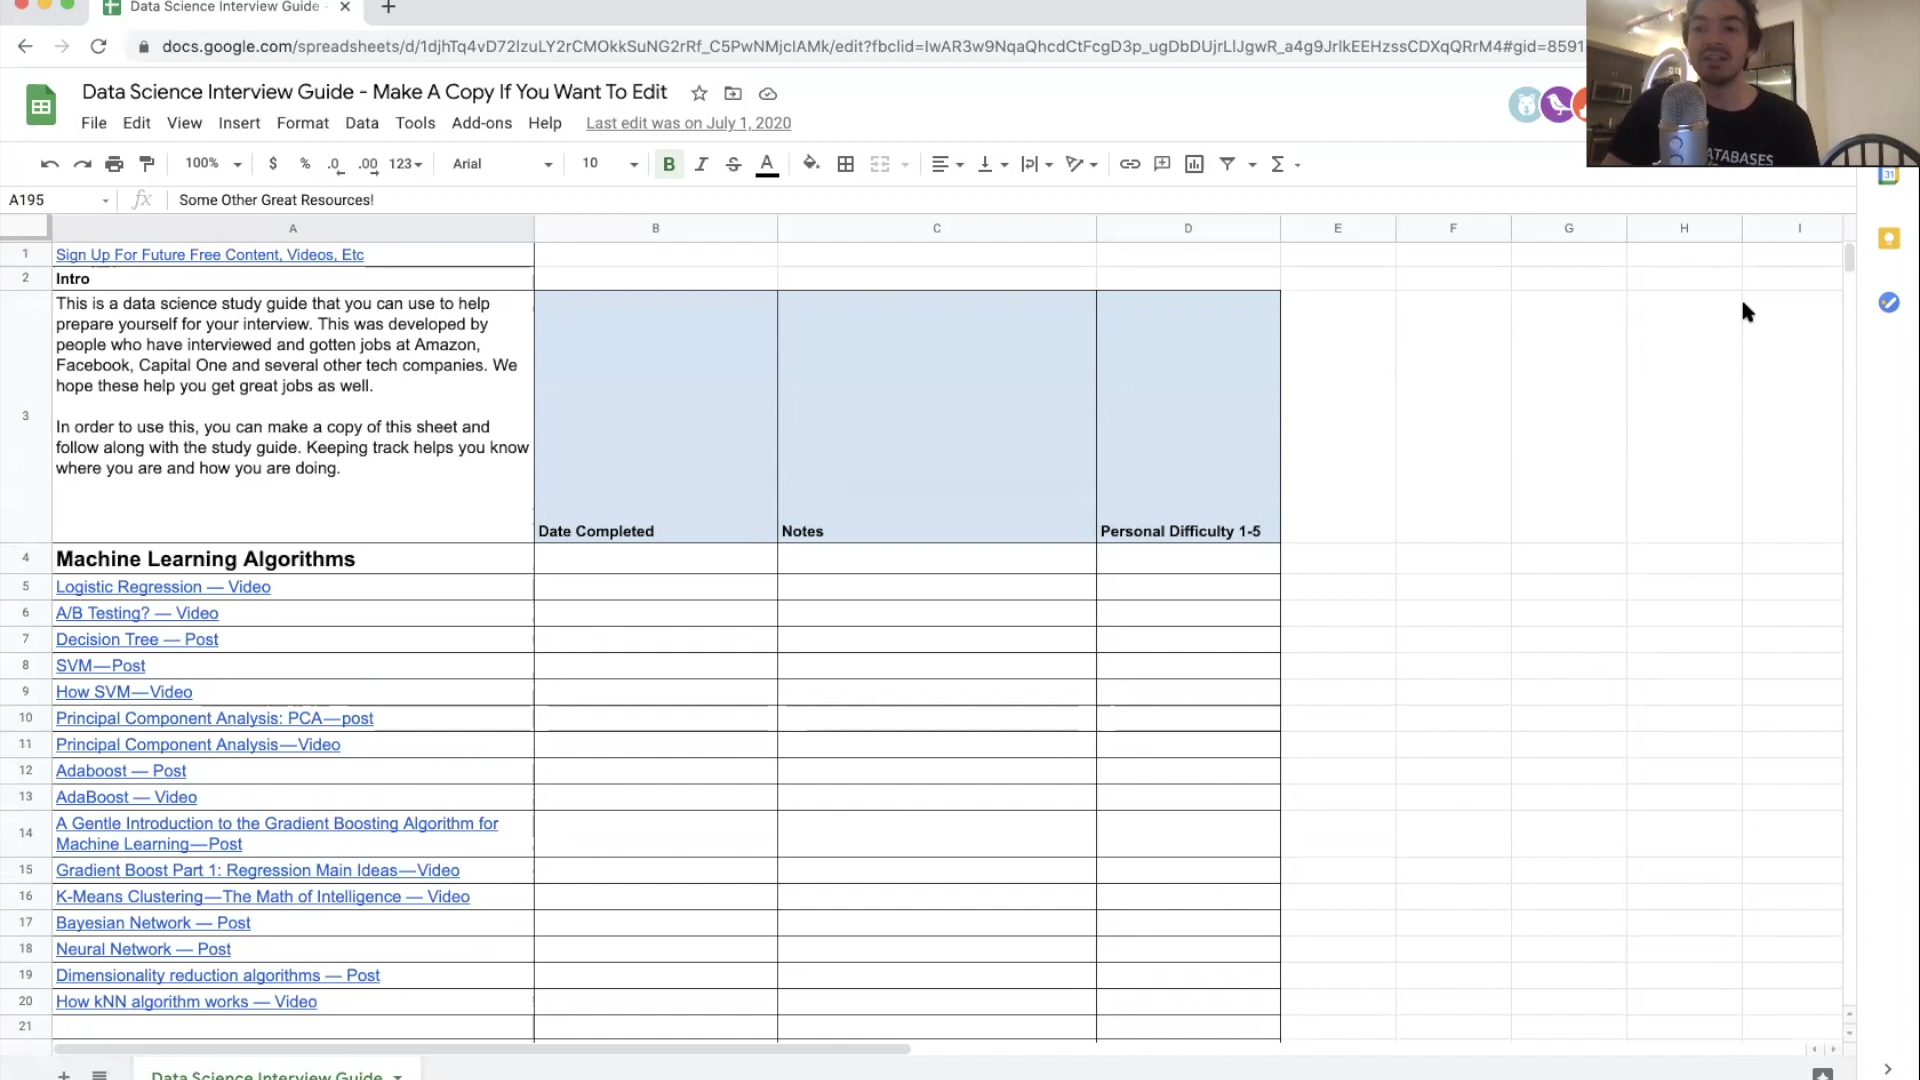 Data Science Interview Guide -
docs.google.com/spreadsheets/d/1djhTq4vD72lzuLY2rCMOkkSuNG2rRf_C5PwNMjcIAMk/edit?fbclid=IwAR3w9NqaQhcdCtFcgD3p_ugDbDUjrLlJgwR_a4g9JrlkEEHzssCDXqQRrM4#gid=8591
Data Science Interview Guide - Make A Copy If You Want To Edit
File Edit View Insert Format Data Tools Add-ons Help Last edit was on July 1, 2020
100% $ % .0 .00 123 Arial 10 B I S A Σ
ATABASES
31
A195 fx Some Other Great Resources!
A B C D E F G H I
1 Sign Up For Future Free Content, Videos, Etc
2 Intro
This is a data science study guide that you can use to help
prepare yourself for your interview. This was developed by
people who have interviewed and gotten jobs at Amazon,
Facebook, Capital One and several other tech companies. We
hope these help you get great jobs as well.
3
In order to use this, you can make a copy of this sheet and
follow along with the study guide. Keeping track helps you know
where you are and how you are doing.
Date Completed Notes Personal Difficulty 1-5
4 Machine Learning Algorithms
5 Logistic Regression — Video
6 A/B Testing? — Video
7 Decision Tree — Post
8 SVM—Post
9 How SVM—Video
10 Principal Component Analysis: PCA—post
11 Principal Component Analysis—Video
12 Adaboost — Post
13 AdaBoost — Video
14 A Gentle Introduction to the Gradient Boosting Algorithm for
Machine Learning—Post
15 Gradient Boost Part 1: Regression Main Ideas—Video
16 K-Means Clustering—The Math of Intelligence — Video
17 Bayesian Network — Post
18 Neural Network — Post
19 Dimensionality reduction algorithms — Post
20 How kNN algorithm works — Video
21
Data Science Interview Guide